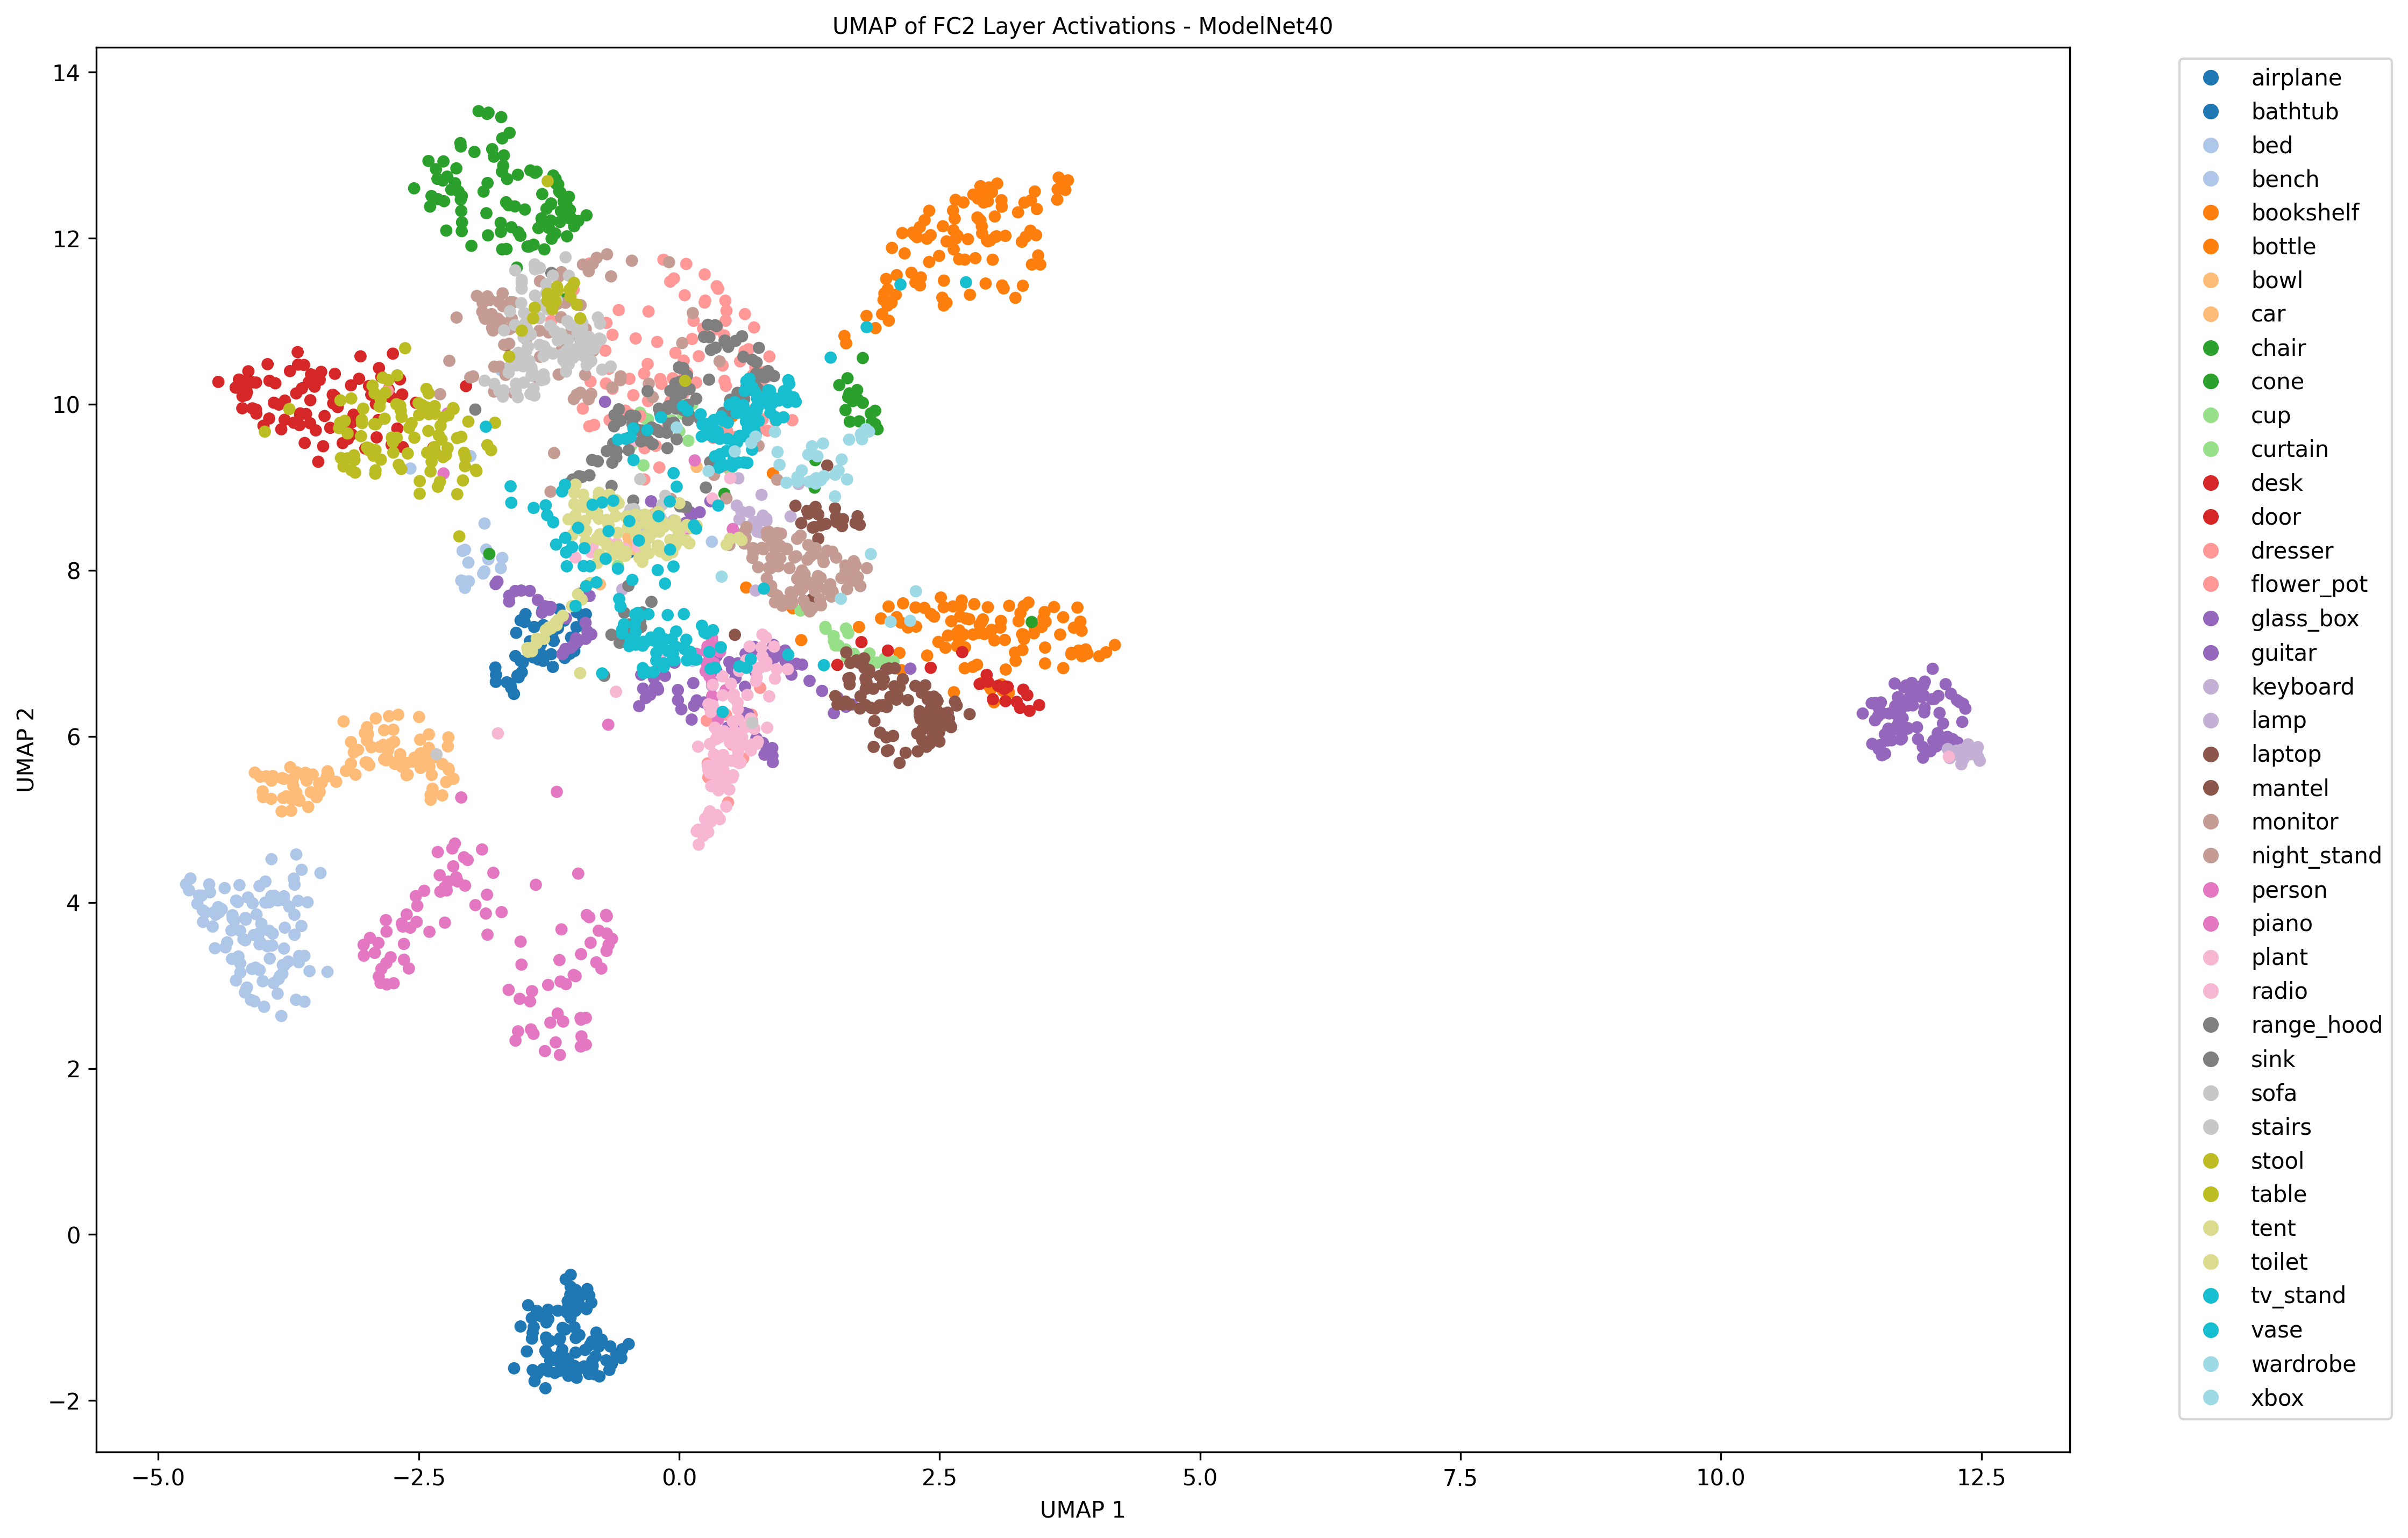 UMAP of FC2 Layer Activations - ModelNet40
14
12
10
8
6
4
2
0
−2
UMAP 2
−5.0
−2.5
0.0
2.5
5.0
7.5
10.0
12.5
UMAP 1
airplane
bathtub
bed
bench
bookshelf
bottle
bowl
car
chair
cone
cup
curtain
desk
door
dresser
flower_pot
glass_box
guitar
keyboard
lamp
laptop
mantel
monitor
night_stand
person
piano
plant
radio
range_hood
sink
sofa
stairs
stool
table
tent
toilet
tv_stand
vase
wardrobe
xbox